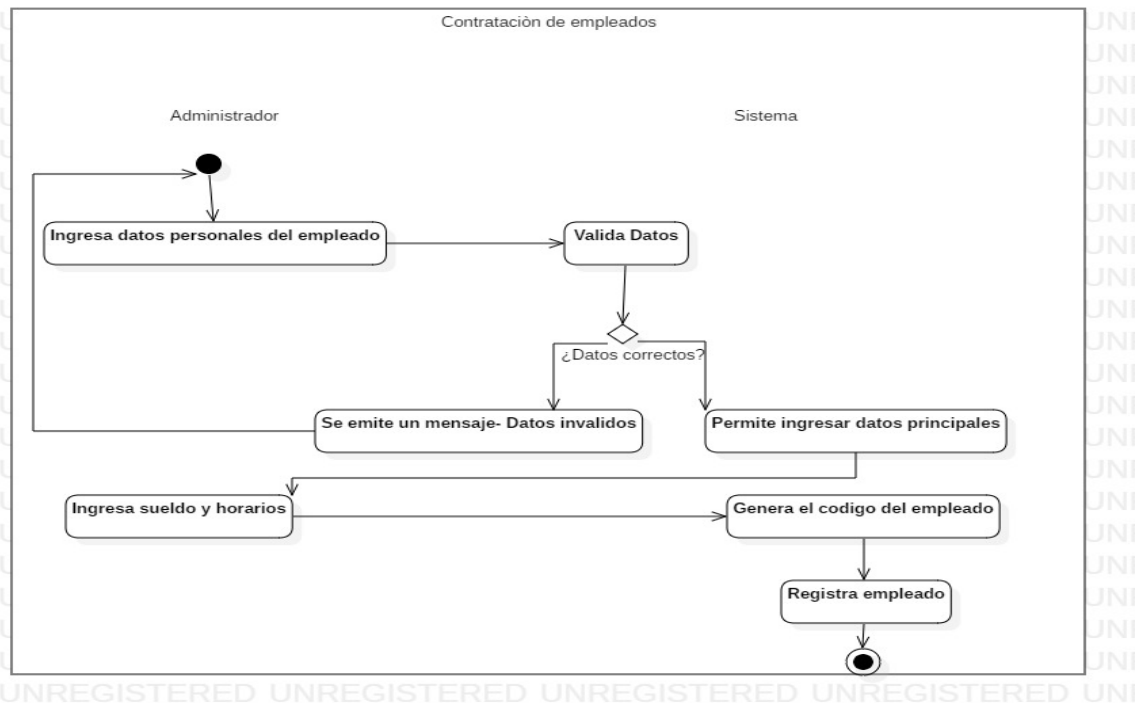 Contrataciòn de empleados
Administrador
Sistema
Ingresa datos personales del empleado
Valida Datos
¿Datos correctos?
Se emite un mensaje- Datos invalidos
Permite ingresar datos principales
Ingresa sueldo y horarios
Genera el codigo del empleado
Registra empleado
UNREGISTERED UNREGISTERED UNREGISTERED UNREGISTERED UNI